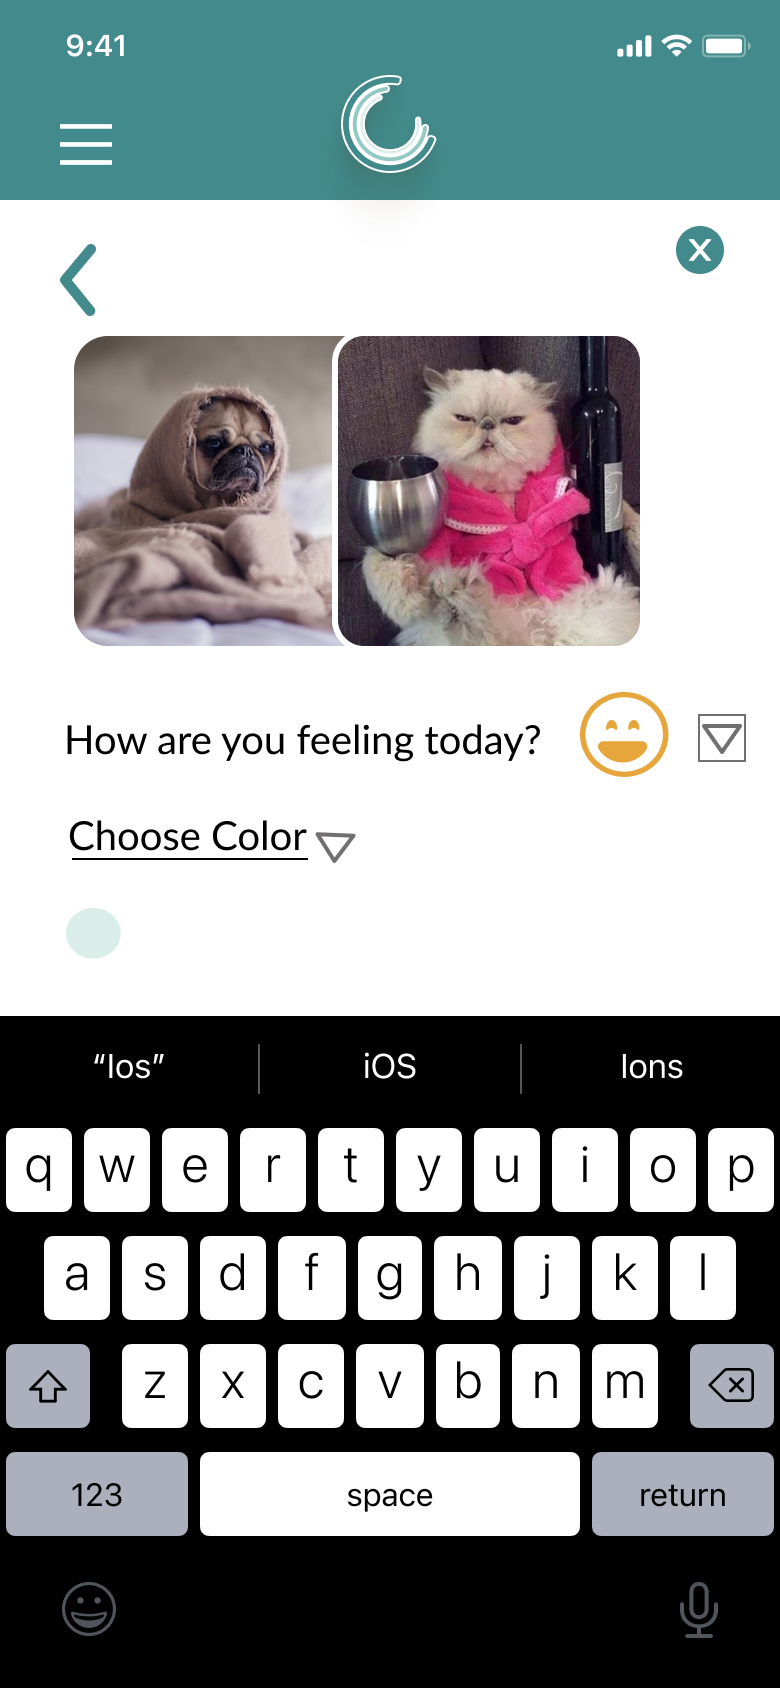 9:41
X
How are you feeling today?
Choose Color
“Ios” iOS Ions
q w e r t y u i o p
a s d f g h j k l
z x c v b n m
123 space return